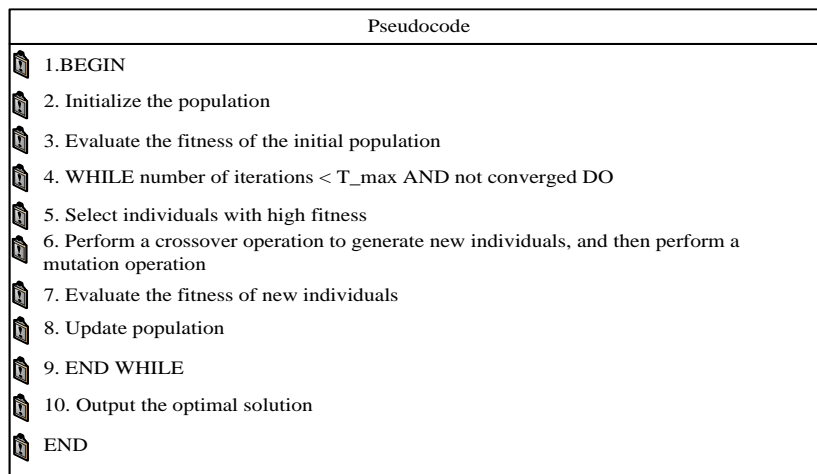 Pseudocode
1.BEGIN
2. Initialize the population
3. Evaluate the fitness of the initial population
4. WHILE number of iterations < T_max AND not converged DO
5. Select individuals with high fitness
6. Perform a crossover operation to generate new individuals, and then perform a
mutation operation
7. Evaluate the fitness of new individuals
8. Update population
9. END WHILE
10. Output the optimal solution
END